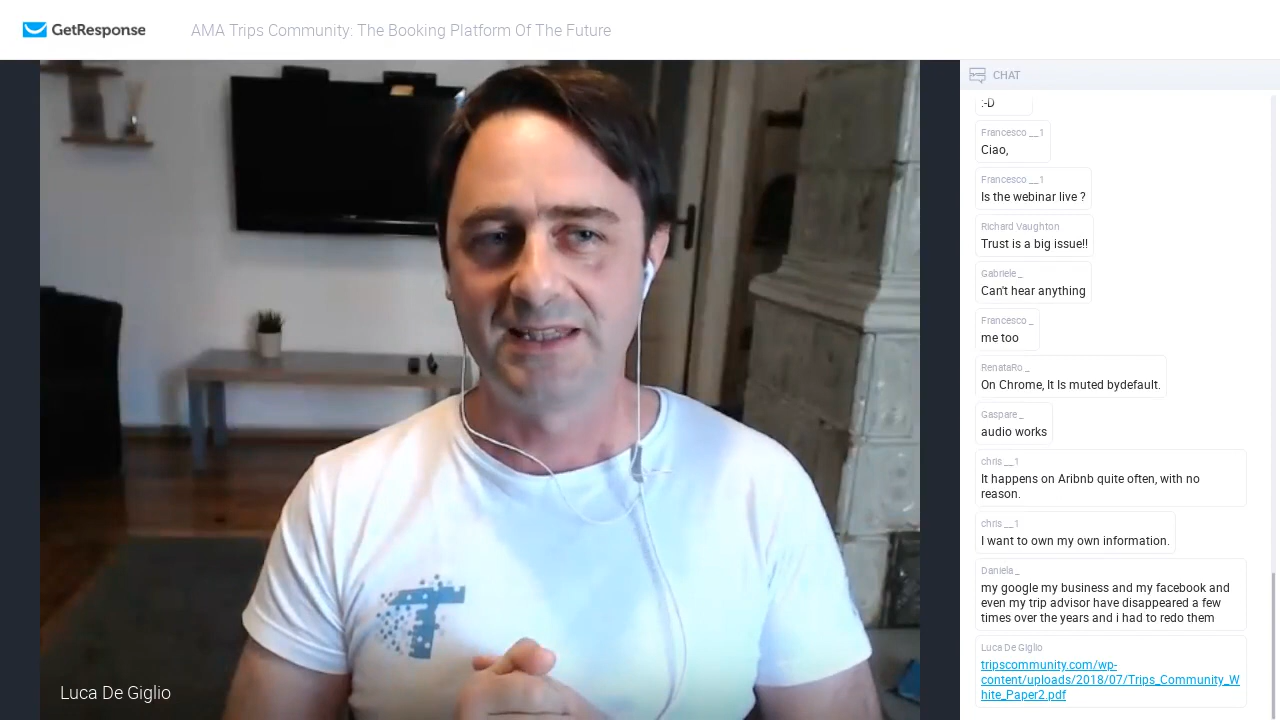 GetResponse
AMA Trips Community: The Booking Platform Of The Future
CHAT
:-D
Francesco __1
Ciao,
Francesco __1
Is the webinar live ?
Richard Vaughton
Trust is a big issue!!
Gabriele _
Can't hear anything
Francesco _
me too
RenataRo _
On Chrome, It Is muted bydefault.
Gaspare _
audio works
chris __1
It happens on Aribnb quite often, with no
reason.
chris __1
I want to own my own information.
Daniela _
my google my business and my facebook and
even my trip advisor have disappeared a few
times over the years and i had to redo them
Luca De Giglio
tripscommunity.com/wp-
content/uploads/2018/07/Trips_Community_W
hite_Paper2.pdf
Luca De Giglio